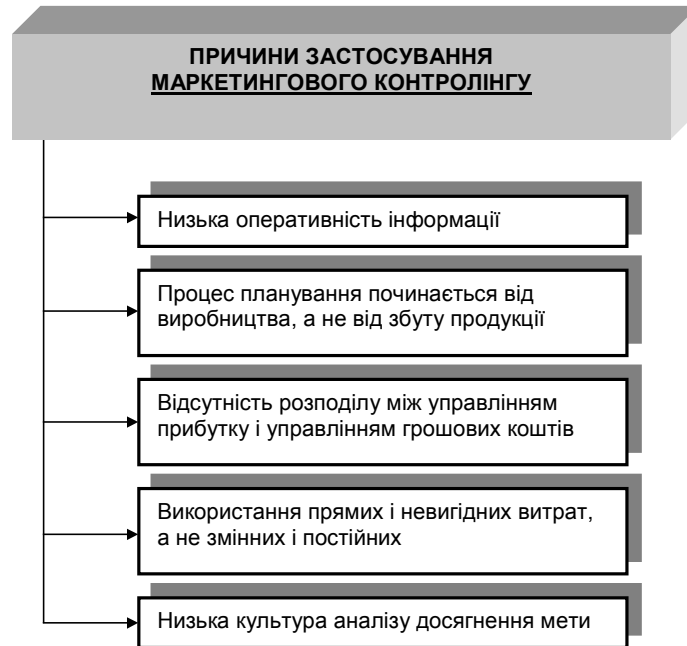 ПРИЧИНИ ЗАСТОСУВАННЯ
МАРКЕТИНГОВОГО КОНТРОЛІНГУ
Низька оперативність інформації
Процес планування починається від
виробництва, а не від збуту продукції
Відсутність розподілу між управлінням
прибутку і управлінням грошових коштів
Використання прямих і невигідних витрат,
а не змінних і постійних
Низька культура аналізу досягнення мети